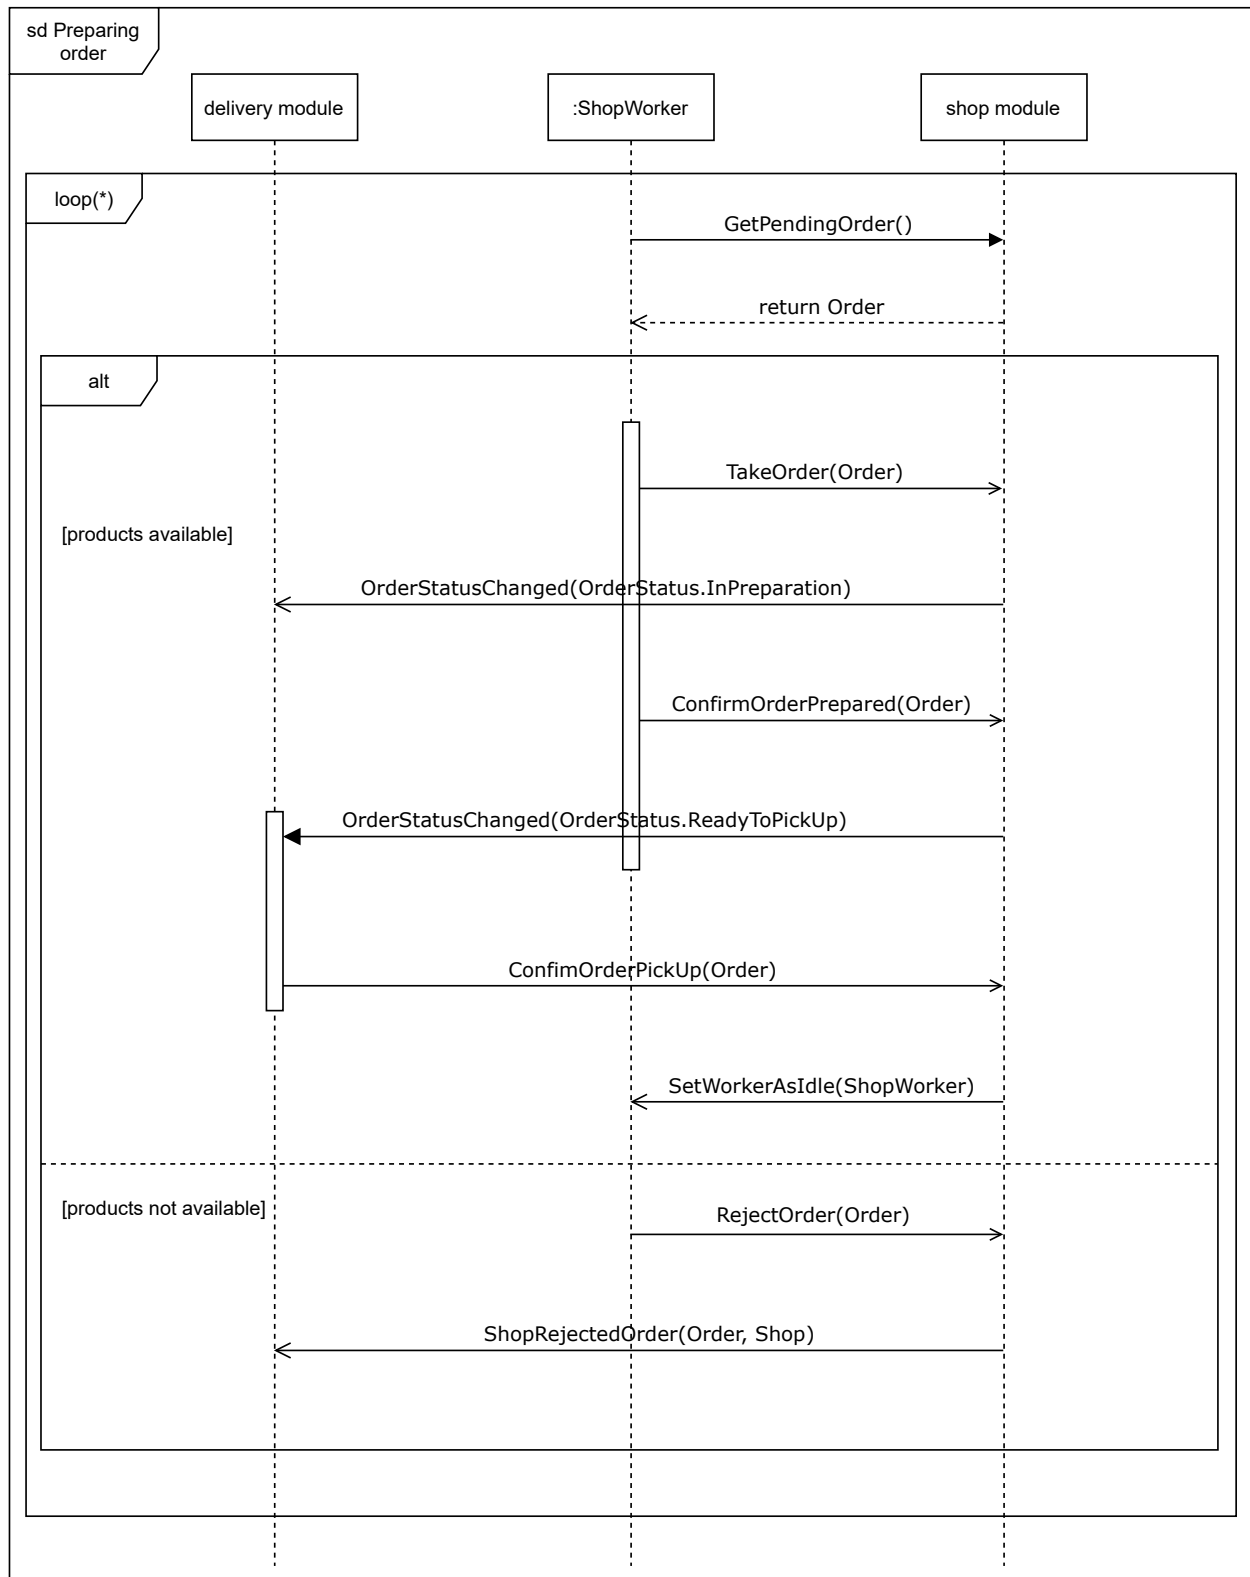 sd Preparing
order
delivery module
:ShopWorker
shop module
loop(*)
GetPendingOrder()
return Order
alt
TakeOrder(Order)
[products available]
OrderStatusChanged(OrderStatus.InPreparation)
ConfirmOrderPrepared(Order)
OrderStatusChanged(OrderStatus.ReadyToPickUp)
ConfimOrderPickUp(Order)
SetWorkerAsIdle(ShopWorker)
[products not available]
RejectOrder(Order)
ShopRejectedOrder(Order, Shop)